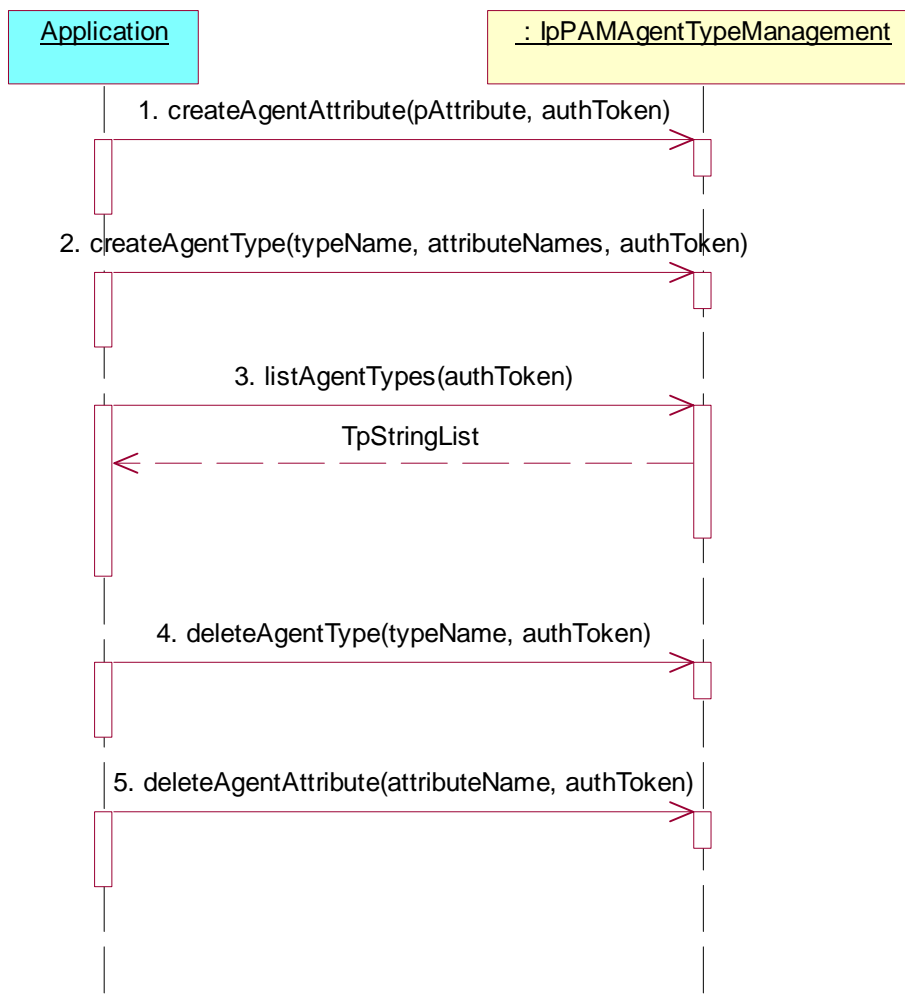 Application
: IpPAMAgentTypeManagement
1. createAgentAttribute(pAttribute, authToken)
2. createAgentType(typeName, attributeNames, authToken)
3. listAgentTypes(authToken)
TpStringList
4. deleteAgentType(typeName, authToken)
5. deleteAgentAttribute(attributeName, authToken)